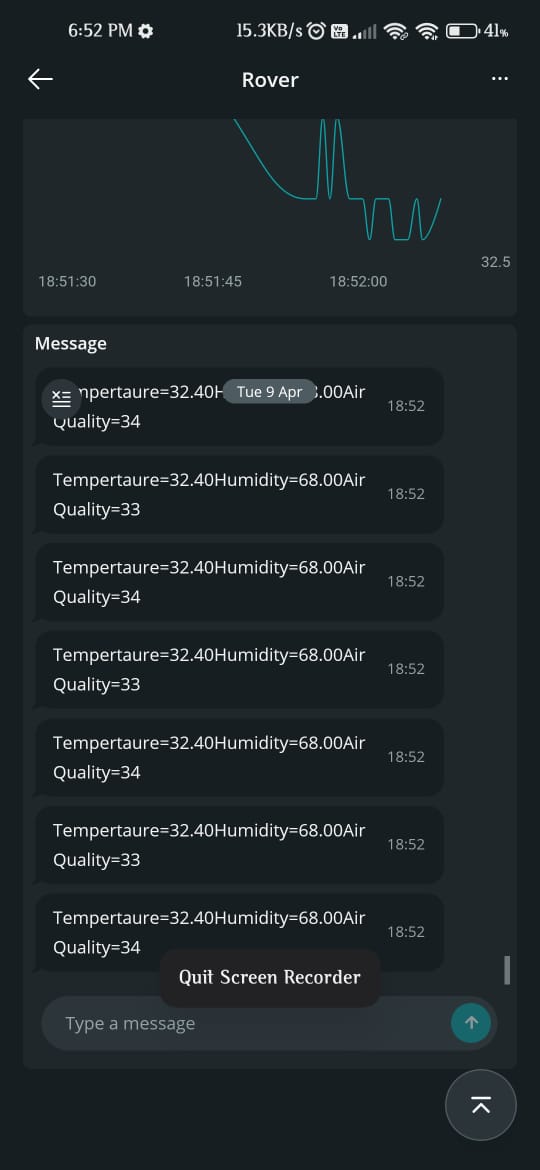 6:52 PM 15.3KB/s Vo LTE 41%
Rover
32.5
18:51:30 18:51:45 18:52:00
Message
Tue 9 Apr
mpertaure=32.40H .00Air
Quality=34
18:52
Tempertaure=32.40Humidity=68.00Air
Quality=33
18:52
Tempertaure=32.40Humidity=68.00Air
Quality=34
18:52
Tempertaure=32.40Humidity=68.00Air
Quality=33
18:52
Tempertaure=32.40Humidity=68.00Air
Quality=34
18:52
Tempertaure=32.40Humidity=68.00Air
Quality=33
18:52
Tempertaure=32.40Humidity=68.00Air
Quality=34
18:52
Quit Screen Recorder
Type a message